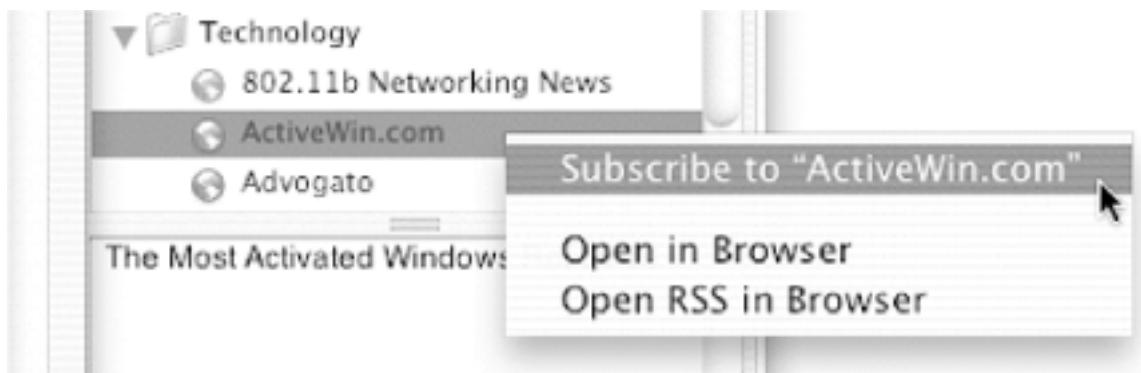 Technology
802.11b Networking News
ActiveWin.com
Advogato
Subscribe to “ActiveWin.com”
Open in Browser
Open RSS in Browser
The Most Activated Windows